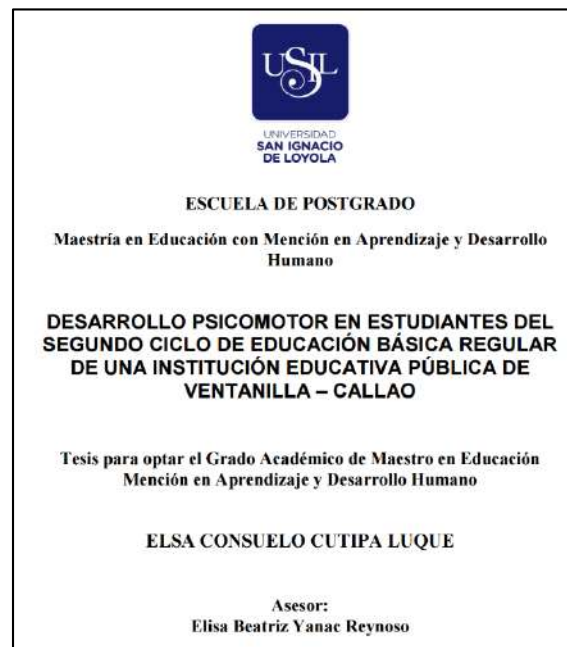 USIL
UNIVERSIDAD
SAN IGNACIO
DE LOYOLA
ESCUELA DE POSTGRADO
Maestría en Educación con Mención en Aprendizaje y Desarrollo
Humano
DESARROLLO PSICOMOTOR EN ESTUDIANTES DEL
SEGUNDO CICLO DE EDUCACIÓN BÁSICA REGULAR
DE UNA INSTITUCIÓN EDUCATIVA PÚBLICA DE
VENTANILLA – CALLAO
Tesis para optar el Grado Académico de Maestro en Educación
Mención en Aprendizaje y Desarrollo Humano
ELSA CONSUELO CUTIPA LUQUE
Asesor:
Elisa Beatriz Yanac Reynoso